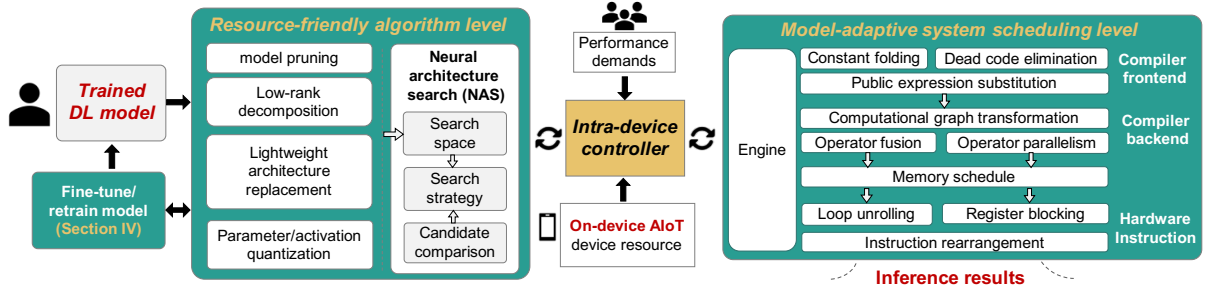 Trained
DL model
Fine-tune/
retrain model
(Section IV)
Resource-friendly algorithm level
model pruning
Low-rank
decomposition
Lightweight
architecture
replacement
Parameter/activation
quantization
Neural
architecture
search (NAS)
Search
space
Search
strategy
Candidate
comparison
Performance
demands
Intra-device
controller
On-device AIoT
device resource
Model-adaptive system scheduling level
Engine
Constant folding
Dead code elimination
Public expression substitution
Compiler
frontend
Computational graph transformation
Operator fusion
Operator parallelism
Memory schedule
Compiler
backend
Loop unrolling
Register blocking
Instruction rearrangement
Hardware
Instruction
Inference results